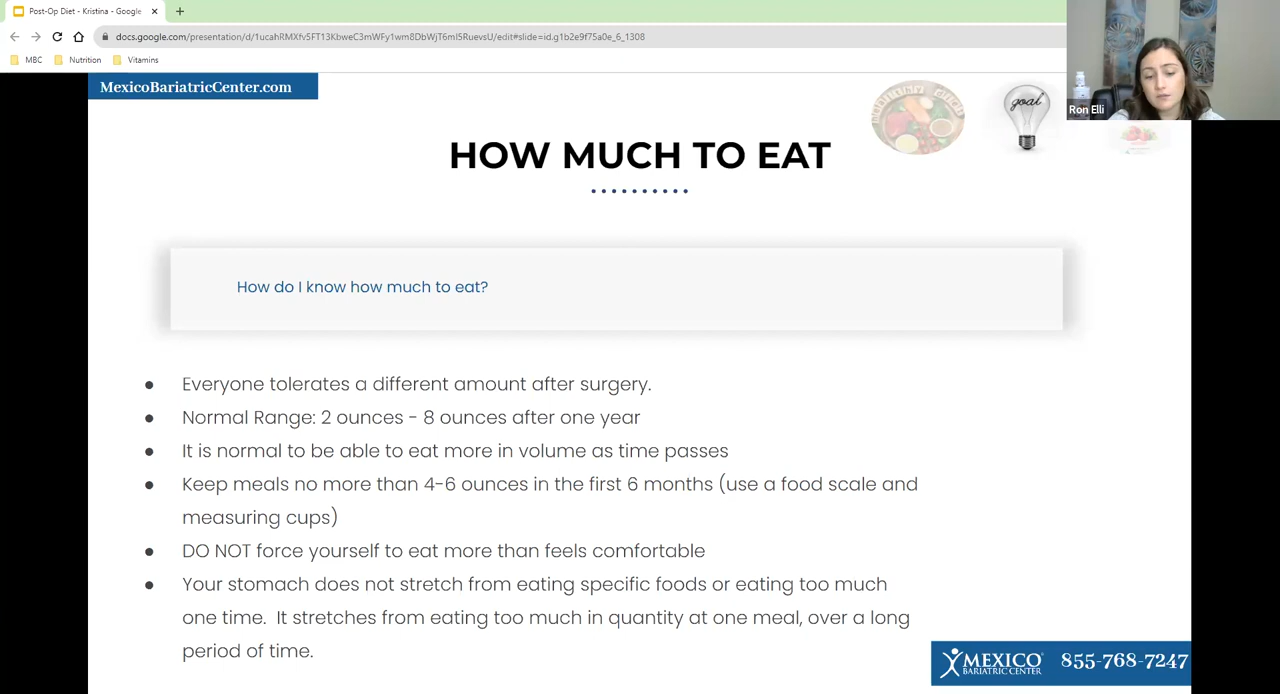 Post-Op Diet - Kristina - Google
docs.google.com/presentation/d/1ucahRMXfv5FT13KbweC3mWFy1wm8DbWjT6mI5RuevsU/edit#slide=id.g1b2e9f75a0e_6_1308
MBC Nutrition Vitamins
MexicoBariatricCenter.com
goal
Ron Elli
HOW MUCH TO EAT
How do I know how much to eat?
● Everyone tolerates a different amount after surgery.
● Normal Range: 2 ounces - 8 ounces after one year
● It is normal to be able to eat more in volume as time passes
● Keep meals no more than 4-6 ounces in the first 6 months (use a food scale and
measuring cups)
● DO NOT force yourself to eat more than feels comfortable
● Your stomach does not stretch from eating specific foods or eating too much
one time. It stretches from eating too much in quantity at one meal, over a long
period of time.
MEXICO
BARIATRIC CENTER
855-768-7247